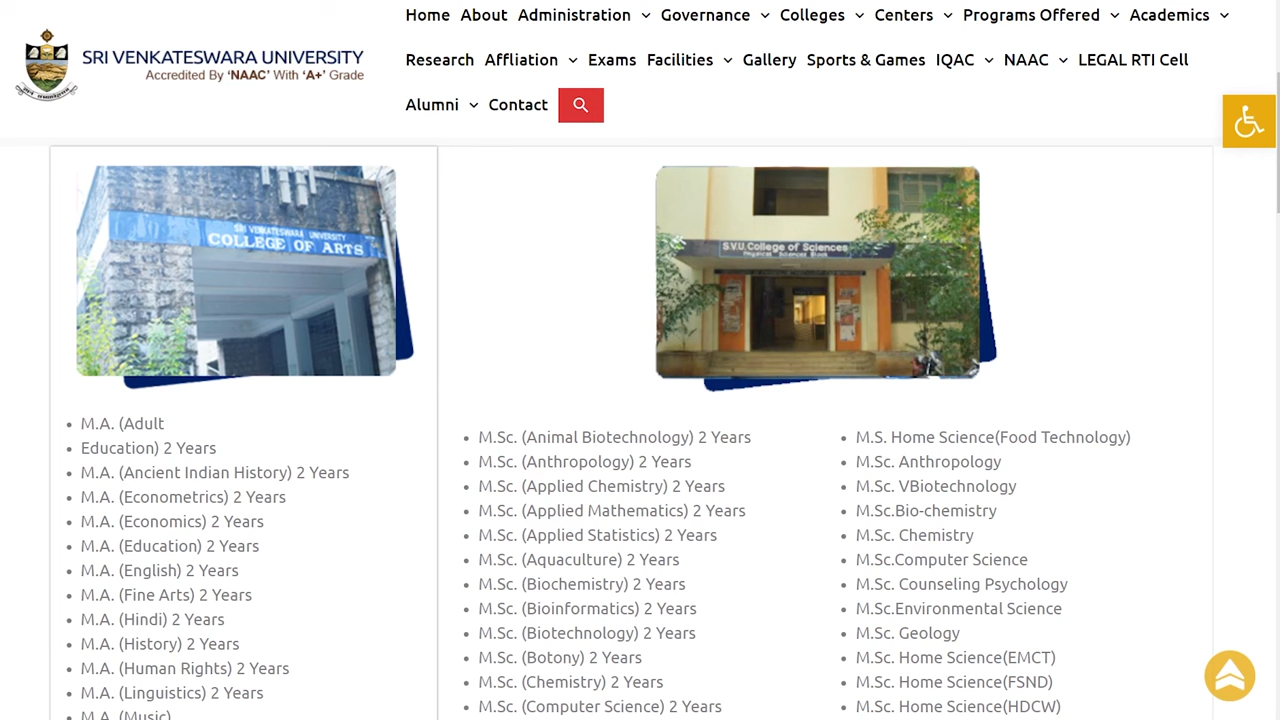 Home About Administration Governance Colleges Centers Programs Offered Academics
SRI VENKATESWARA UNIVERSITY
Accredited By ‘NAAC’ With ‘A+’ Grade
Research Affliation Exams Facilities Gallery Sports & Games IQAC NAAC LEGAL RTI Cell
Alumni Contact
SRI VENKATESWARA UNIVERSITY
COLLEGE OF ARTS
S.V.U.College of Sciences
Physical Sciences Block
M.A. (Adult
Education) 2 Years
M.A. (Ancient Indian History) 2 Years
M.A. (Econometrics) 2 Years
M.A. (Economics) 2 Years
M.A. (Education) 2 Years
M.A. (English) 2 Years
M.A. (Fine Arts) 2 Years
M.A. (Hindi) 2 Years
M.A. (History) 2 Years
M.A. (Human Rights) 2 Years
M.A. (Linguistics) 2 Years
M.A. (Music)
M.Sc. (Animal Biotechnology) 2 Years
M.Sc. (Anthropology) 2 Years
M.Sc. (Applied Chemistry) 2 Years
M.Sc. (Applied Mathematics) 2 Years
M.Sc. (Applied Statistics) 2 Years
M.Sc. (Aquaculture) 2 Years
M.Sc. (Biochemistry) 2 Years
M.Sc. (Bioinformatics) 2 Years
M.Sc. (Biotechnology) 2 Years
M.Sc. (Botony) 2 Years
M.Sc. (Chemistry) 2 Years
M.Sc. (Computer Science) 2 Years
M.S. Home Science(Food Technology)
M.Sc. Anthropology
M.Sc. VBiotechnology
M.Sc.Bio-chemistry
M.Sc. Chemistry
M.Sc.Computer Science
M.Sc. Counseling Psychology
M.Sc.Environmental Science
M.Sc. Geology
M.Sc. Home Science(EMCT)
M.Sc. Home Science(FSND)
M.Sc. Home Science(HDCW)